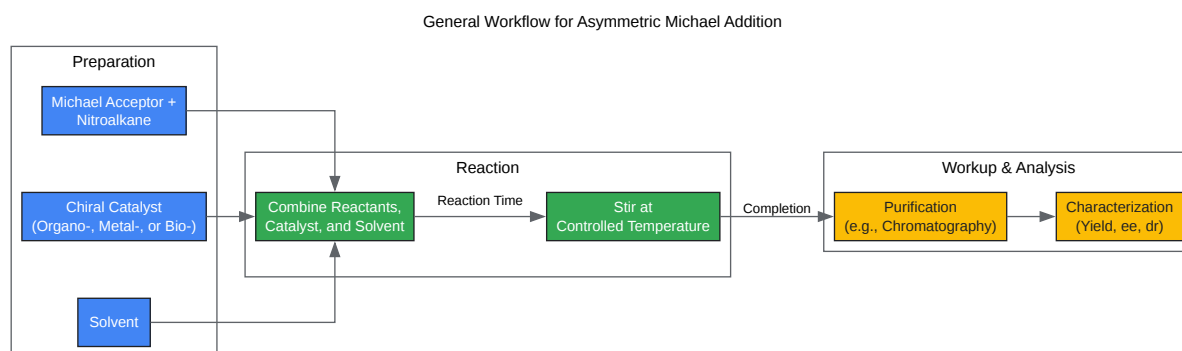 General Workflow for Asymmetric Michael Addition
Preparation
Michael Acceptor +
Nitroalkane
Chiral Catalyst
(Organo-, Metal-, or Bio-)
Solvent
Reaction
Combine Reactants,
Catalyst, and Solvent
Reaction Time
Stir at
Controlled Temperature
Completion
Workup & Analysis
Purification
(e.g., Chromatography)
Characterization
(Yield, ee, dr)